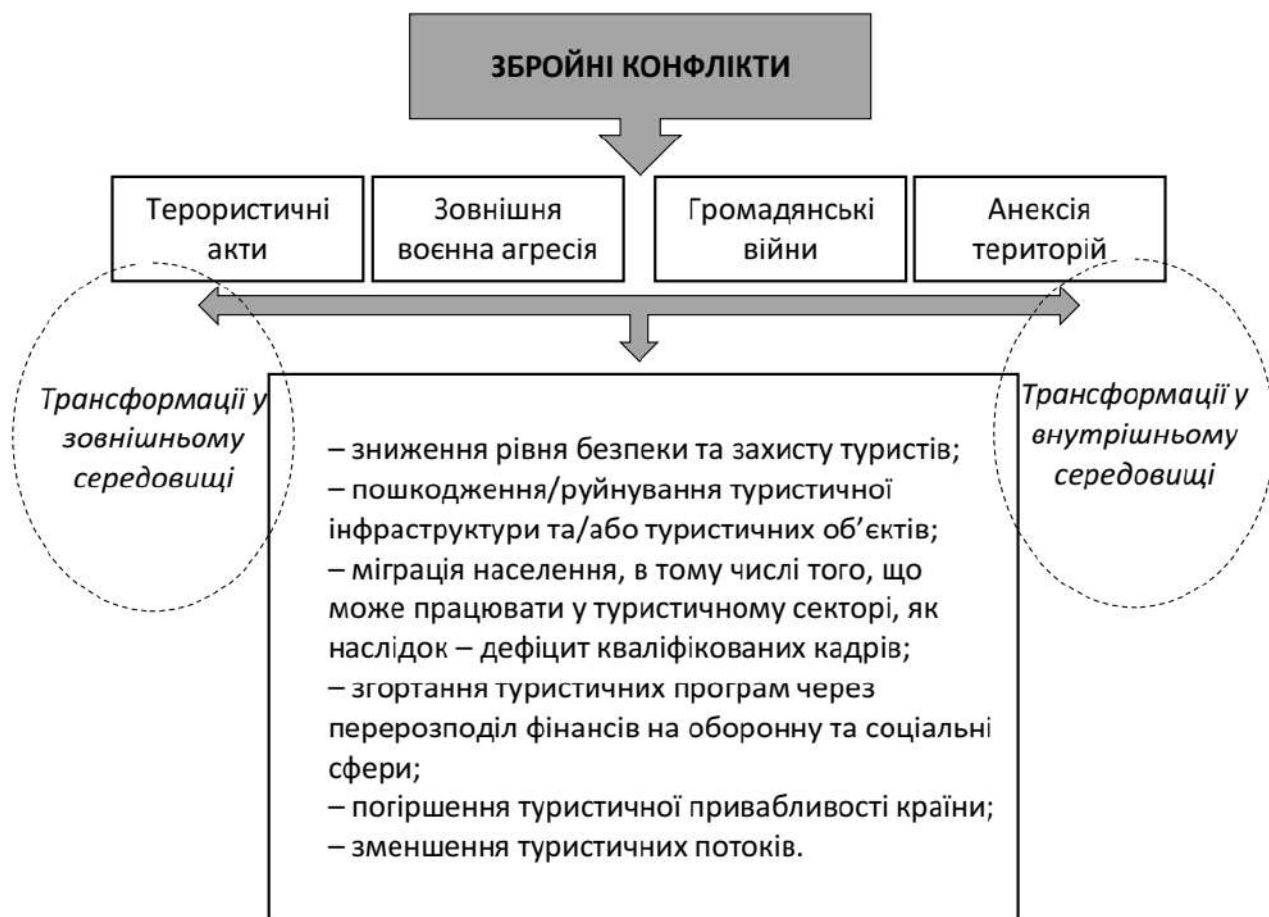 ЗБРОЙНІ КОНФЛІКТИ
Терористичні
акти
Зовнішня
воєнна агресія
Громадянські
війни
Анексія
територій
Трансформації у
зовнішньому
середовищі
– зниження рівня безпеки та захисту туристів;
– пошкодження/руйнування туристичної
інфраструктури та/або туристичних об’єктів;
– міграція населення, в тому числі того, що
може працювати у туристичному секторі, як
наслідок – дефіцит кваліфікованих кадрів;
– згортання туристичних програм через
перерозподіл фінансів на оборонну та соціальні
сфери;
– погіршення туристичної привабливості країни;
– зменшення туристичних потоків.
Трансформації у
внутрішньому
середовищі